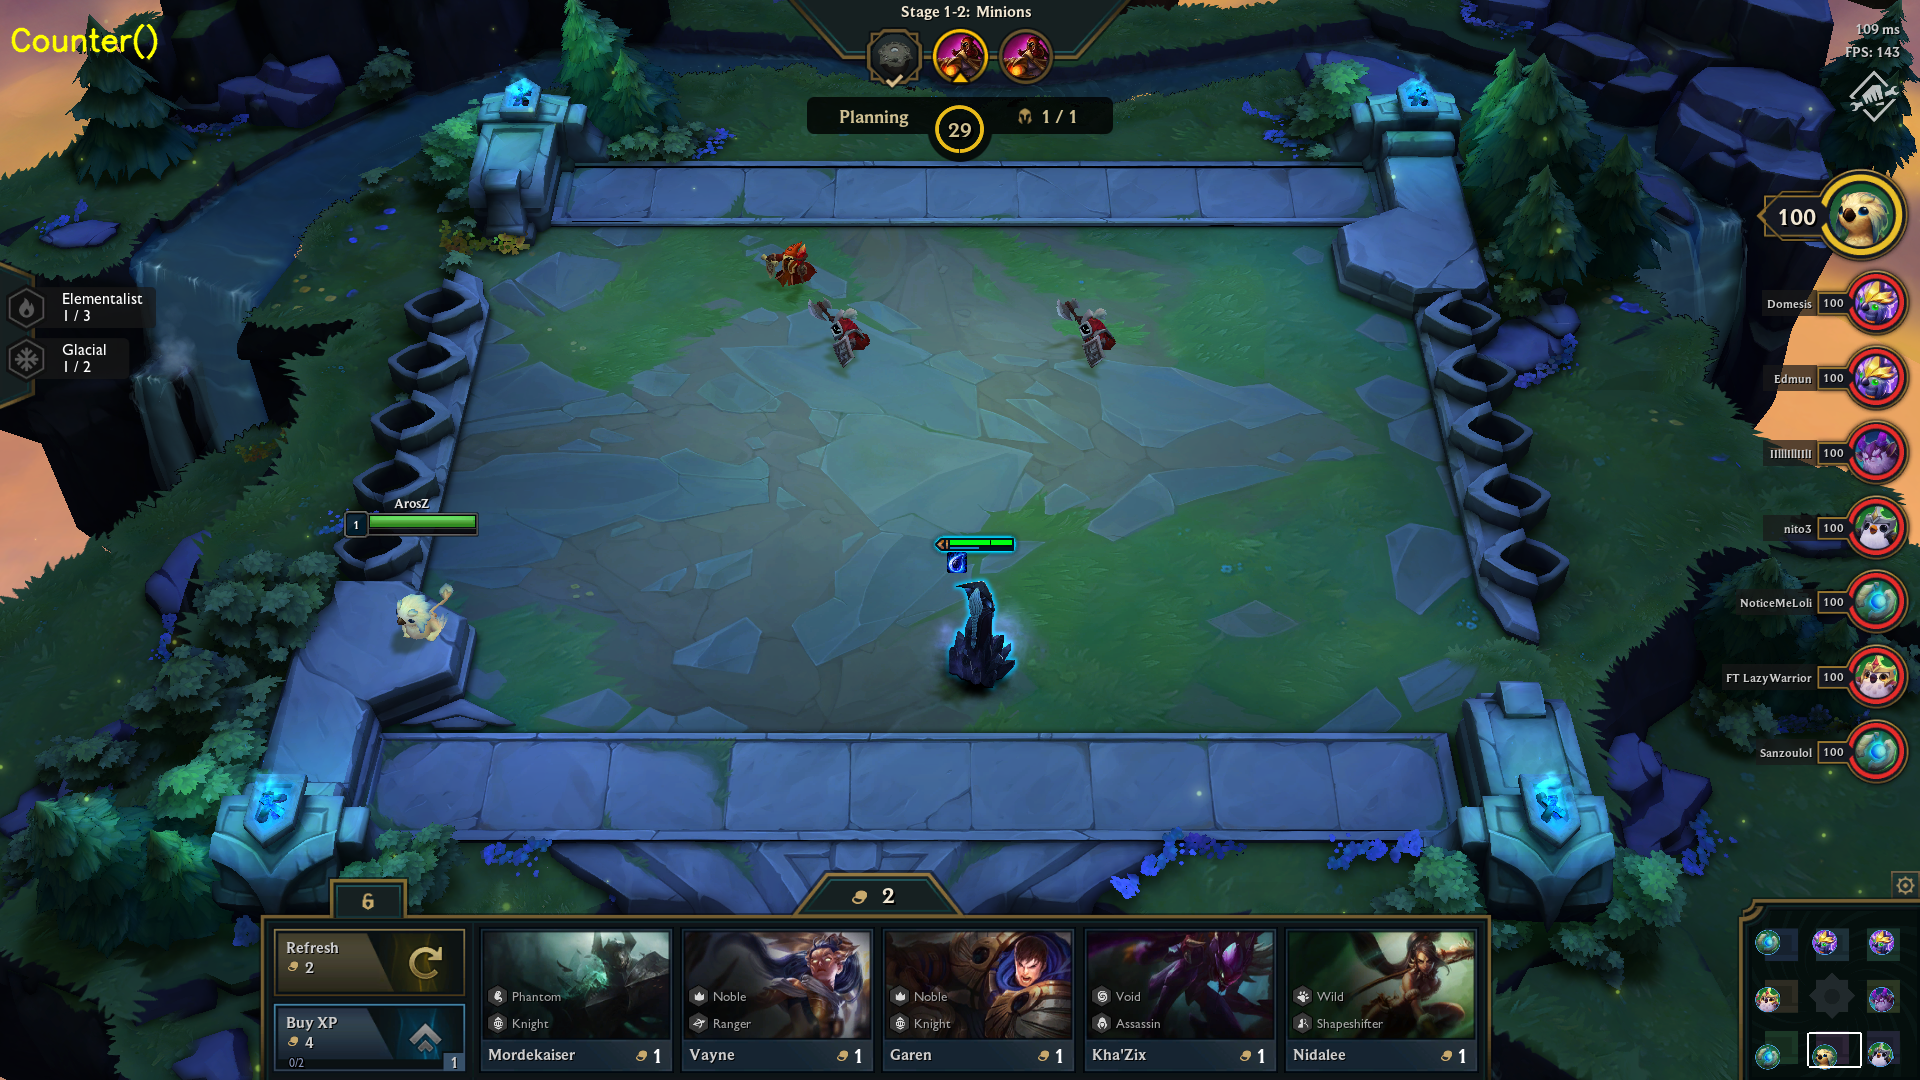 Counter()
Stage 1-2: Minions
109 ms
FPS: 143
Planning
29
1 / 1
100
Elementalist
1 / 3
Glacial
1 / 2
Domesis 100
Edmun 100
100
nito3 100
NoticeMeLoli 100
FT LazyWarrior 100
Sanzoulol 100
ArosZ
1
6
2
Refresh
2
Buy XP
4
0/2
1
Phantom
Knight
Mordekaiser 1
Noble
Ranger
Vayne 1
Noble
Knight
Garen 1
Void
Assassin
Kha'Zix 1
Wild
Shapeshifter
Nidalee 1